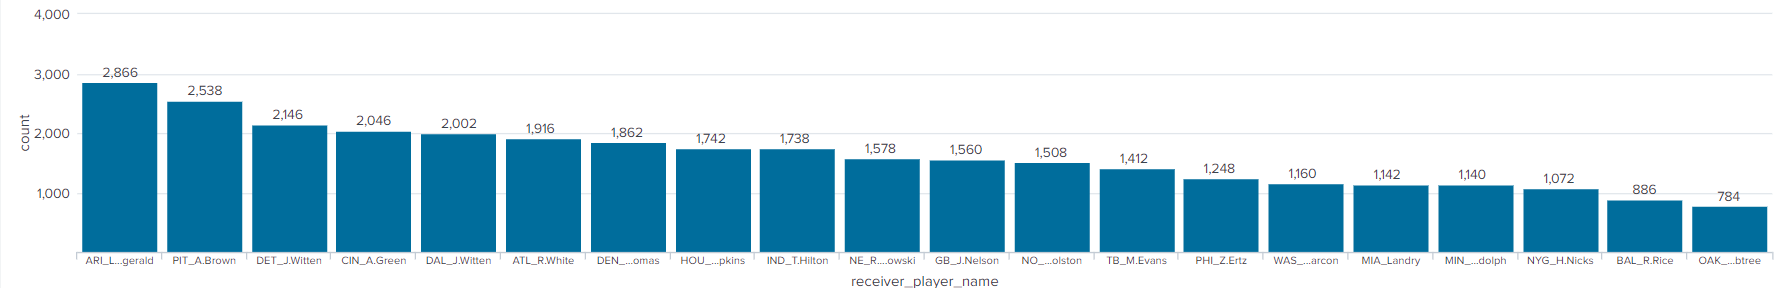 4,000
3,000
2,000
1,000
count
2,866
2,538
2,146
2,046
2,002
1,916
1,862
1,742
1,738
1,578
1,560
1,508
1,412
1,248
1,160
1,142
1,140
1,072
886
784
ARI_L...gerald
PIT_A.Brown
DET_J.Witten
CIN_A.Green
DAL_J.Witten
ATL_R.White
DEN_...omas
HOU_...pkins
IND_T.Hilton
NE_R....owski
GB_J.Nelson
NO_...olston
TB_M.Evans
PHI_Z.Ertz
WAS_...arcon
MIA_Landry
MIN_...dolph
NYG_H.Nicks
BAL_R.Rice
OAK_...btree
receiver_player_name